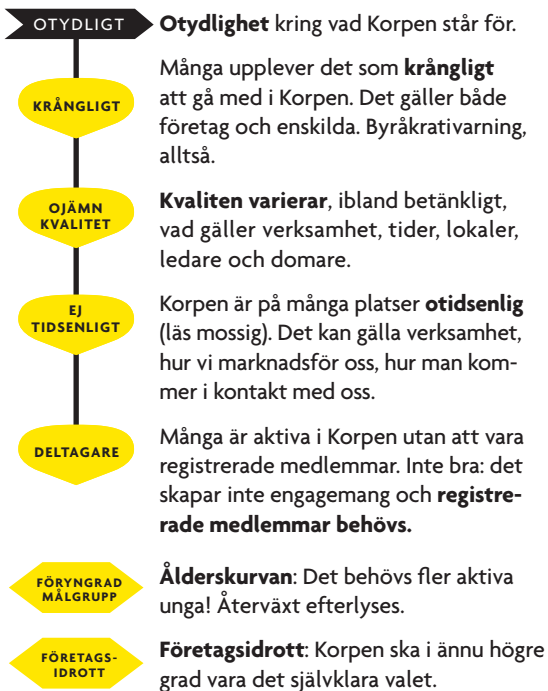 OTYDLIGT
Otydlighet kring vad Korpen står för.
KRÅNGLIGT
Många upplever det som krångligt
att gå med i Korpen. Det gäller både
företag och enskilda. Byråkrativarning,
alltså.
OJÄMN
KVALITET
Kvaliten varierar, ibland betänkligt,
vad gäller verksamhet, tider, lokaler,
ledare och domare.
EJ
TIDSENLIGT
Korpen är på många platser otidsenlig
(läs mossig). Det kan gälla verksamhet,
hur vi marknadsför oss, hur man kom-
mer i kontakt med oss.
DELTAGARE
Många är aktiva i Korpen utan att vara
registrerade medlemmar. Inte bra: det
skapar inte engagemang och registre-
rade medlemmar behövs.
FÖRYNGRAD
MÅLGRUPP
Ålderskurvan: Det behövs fler aktiva
unga! Återväxt efterlyses.
FÖRETAGS-
IDROTT
Företagsidrott: Korpen ska i ännu högre
grad vara det självklara valet.